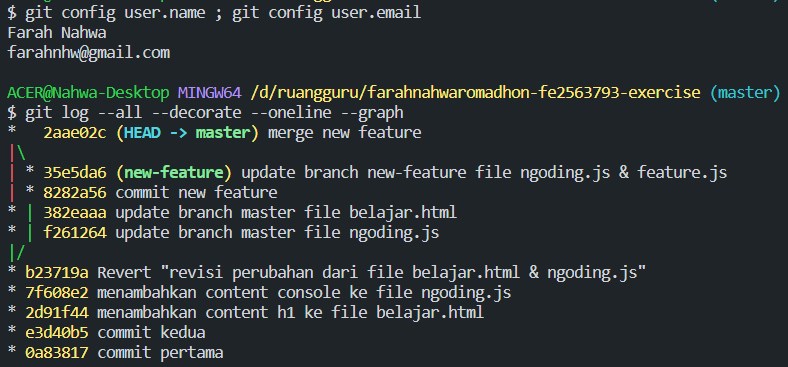 $ git config user.name ; git config user.email
Farah Nahwa
farahnhw@gmail.com
ACER@Nahwa-Desktop MINGW64 /d/ruangguru/farahnahwaromadhon-fe2563793-exercise (master)
$ git log --all --decorate --oneline --graph
*   2aae02c (HEAD -> master) merge new feature
|\
| * 35e5da6 (new-feature) update branch new-feature file ngoding.js & feature.js
| * 8282a56 commit new feature
* | 382eaaa update branch master file belajar.html
* | f261264 update branch master file ngoding.js
|/
* b23719a Revert "revisi perubahan dari file belajar.html & ngoding.js"
* 7f608e2 menambahkan content console ke file ngoding.js
* 2d91f44 menambahkan content h1 ke file belajar.html
* e3d40b5 commit kedua
* 0a83817 commit pertama